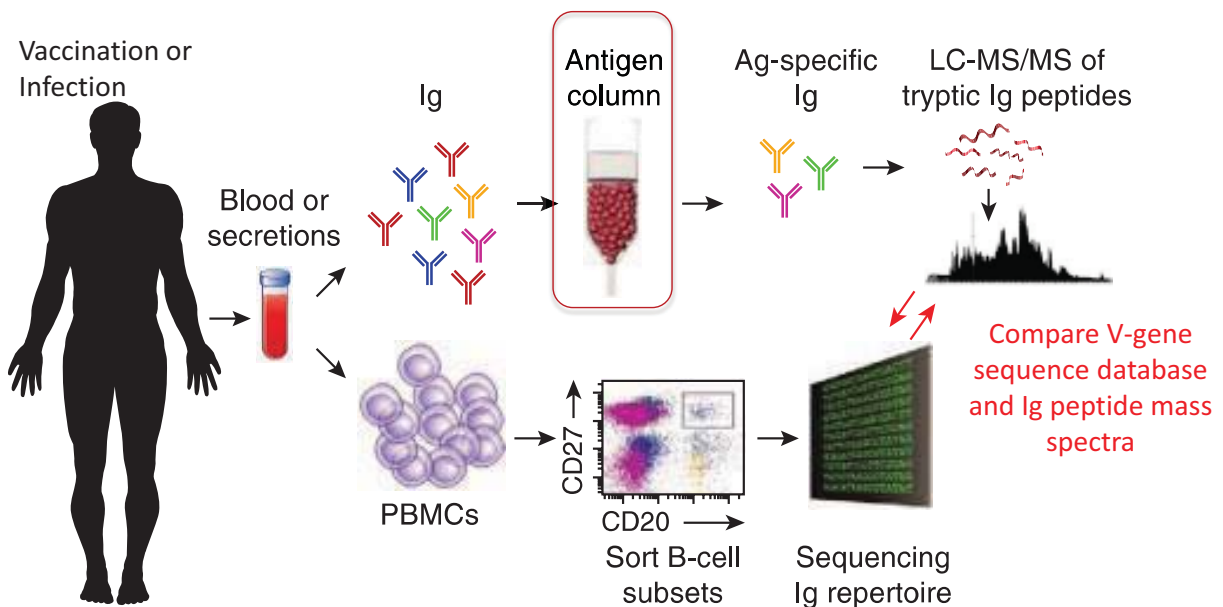 Vaccination or
Infection
Blood or
secretions
Ig
Antigen
column
Ag-specific
Ig
LC-MS/MS of
tryptic Ig peptides
Compare V-gene
sequence database
and Ig peptide mass
spectra
PBMCs
CD27
CD20
Sort B-cell
subsets
Sequencing
Ig repertoire